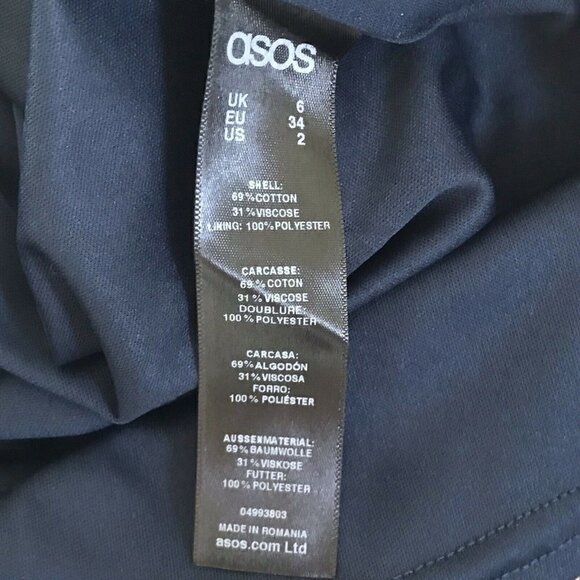 asos
UK 6
EU 34
US 2
SHELL:
69%COTTON
31%VISCOSE
LINING: 100%POLYESTER
CARCASSE:
69% COTON
31% VISCOSE
DOUBLURE:
100% POLYESTER
CARCASA:
69%ALGODÓN
31%VISCOSA
FORRO:
100% POLIÉSTER
AUSSENMATERIAL:
69%BAUMWOLLE
31%VISKOSE
FUTTER:
100% POLYESTER
04993803
MADE IN ROMANIA
asos.com Ltd